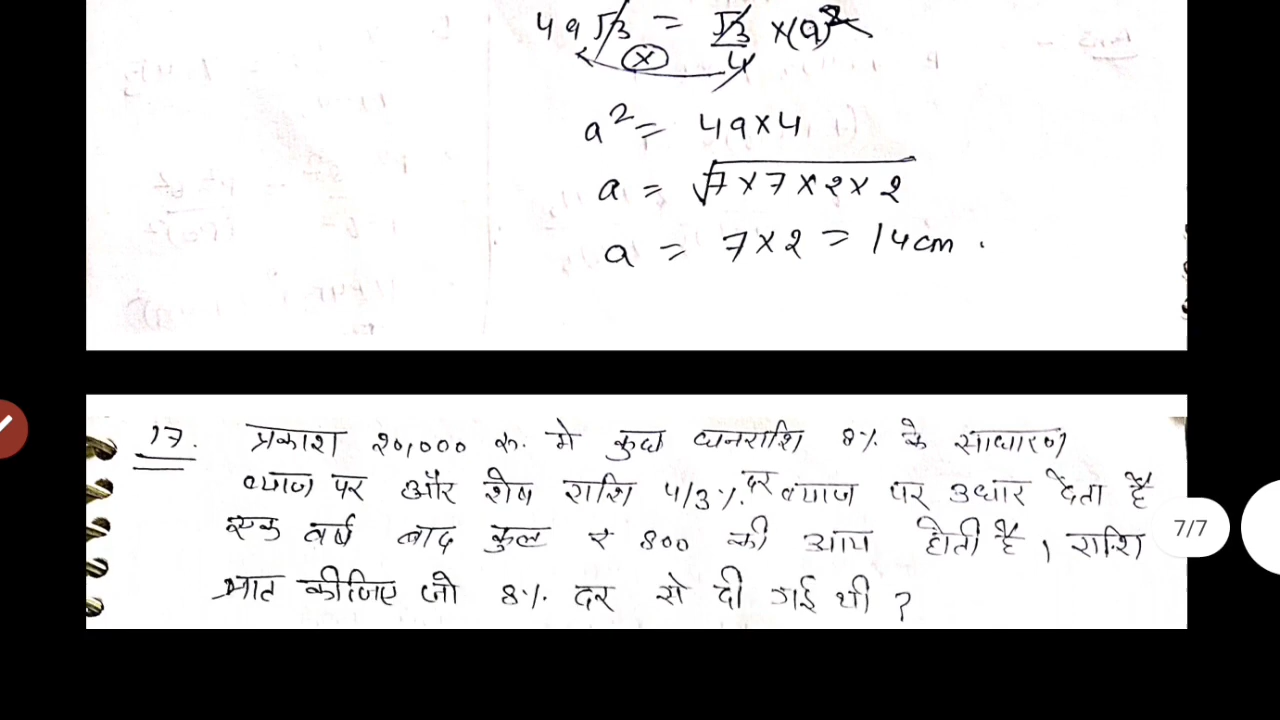 49√3 = √3/4 ×(a)²
×
a² = 49×4
a = √7×7×2×2
a = 7×2 = 14cm.
17. प्रकाश 20,000 रु. मे कुछ धनराशि 8% के साधारण
ब्याज पर और शेष राशि 4/3% दर ब्याज पर उधार देता है
एक वर्ष बाद कुल ₹ 800 की आय होती है, राशि
ज्ञात कीजिए जो 8% दर से दी गई थी ?
7/7